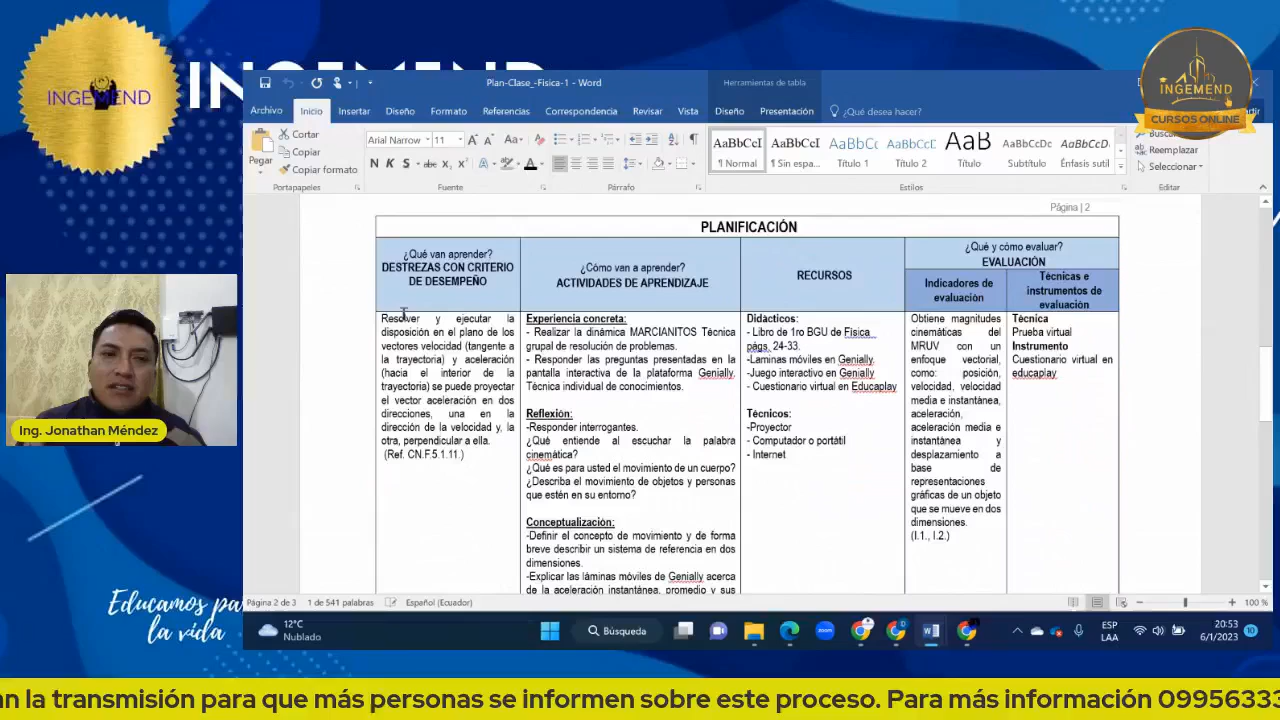 INGEMEND
INGEMEND
Plan-Clase_-Fisica-1 - Word
Herramientas de tabla
INGEMEND
CURSOS ONLINE
Archivo
Inicio
Insertar
Diseño
Formato
Referencias
Correspondencia
Revisar
Vista
Diseño
Presentación
¿Qué desea hacer?
Pegar
Cortar
Copiar
Copiar formato
Portapapeles
Arial Narrow
11
N K S abc x₂ x²
Fuente
Párrafo
AaBbCcI
¶ Normal
AaBbCcI
¶ Sin espa...
AaBbC
Título 1
AaBbCcI
Título 2
AaB
Título
AaBbCcC
Subtítulo
AaBbCcD
Énfasis sutil
Estilos
Reemplazar
Seleccionar
Editar
Página | 2
PLANIFICACIÓN
¿Qué van aprender?
DESTREZAS CON CRITERIO
DE DESEMPEÑO
¿Cómo van a aprender?
ACTIVIDADES DE APRENDIZAJE
RECURSOS
¿Qué y cómo evaluar?
EVALUACIÓN
Indicadores de
evaluación
Técnicas e
instrumentos de
evaluación
Resolver y ejecutar la
disposición en el plano de los
vectores velocidad (tangente a
la trayectoria) y aceleración
(hacia el interior de la
trayectoria) se puede proyectar
el vector aceleración en dos
direcciones, una en la
dirección de la velocidad y, la
otra, perpendicular a ella.
(Ref. CN.F.5.1.11.)
Experiencia concreta:
- Realizar la dinámica MARCIANITOS Técnica
grupal de resolución de problemas.
- Responder las preguntas presentadas en la
pantalla interactiva de la plataforma Genially.
Técnica individual de conocimientos.
Reflexión:
-Responder interrogantes.
¿Qué entiende al escuchar la palabra
cinemática?
¿Qué es para usted el movimiento de un cuerpo?
¿Describa el movimiento de objetos y personas
que estén en su entorno?
Conceptualización:
-Definir el concepto de movimiento y de forma
breve describir un sistema de referencia en dos
dimensiones.
-Explicar las láminas móviles de Genially acerca
de la aceleración instantánea, promedio y sus
Didácticos:
- Libro de 1ro BGU de Física
págs. 24-33.
-Laminas móviles en Genially.
-Juego interactivo en Genially
- Cuestionario virtual en Educaplay
Técnicos:
-Proyector
- Computador o portátil
- Internet
Obtiene magnitudes
cinemáticas del
MRUV con un
enfoque vectorial,
como: posición,
velocidad, velocidad
media e instantánea,
aceleración,
aceleración media e
instantánea y
desplazamiento a
base de
representaciones
gráficas de un objeto
que se mueve en dos
dimensiones.
(I.1., I.2.)
Técnica
Prueba virtual
Instrumento
Cuestionario virtual en
educaplay
Ing. Jonathan Méndez
Educamos pa
la vida
Página 2 de 3
1 de 541 palabras
Español (Ecuador)
100 %
12°C
Nublado
Búsqueda
ESP
LAA
20:53
6/1/2023
10
an la transmisión para que más personas se informen sobre este proceso. Para más información 09956333